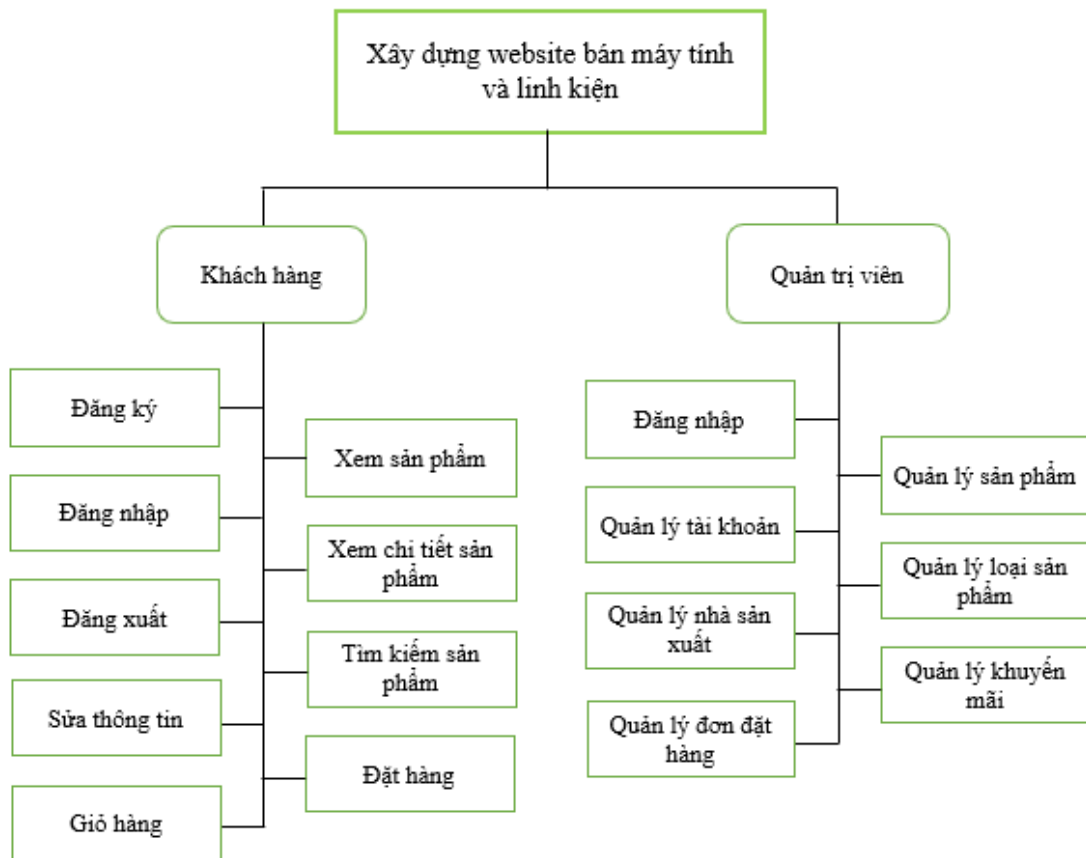 Xây dựng website bán máy tính
và linh kiện
Khách hàng
Quản trị viên
Đăng ký
Xem sản phẩm
Đăng nhập
Xem chi tiết sản
phẩm
Đăng xuất
Tìm kiếm sản
phẩm
Sửa thông tin
Đặt hàng
Giỏ hàng
Đăng nhập
Quản lý sản phẩm
Quản lý tài khoản
Quản lý loại sản
phẩm
Quản lý nhà sản
xuất
Quản lý khuyến
mãi
Quản lý đơn đặt
hàng